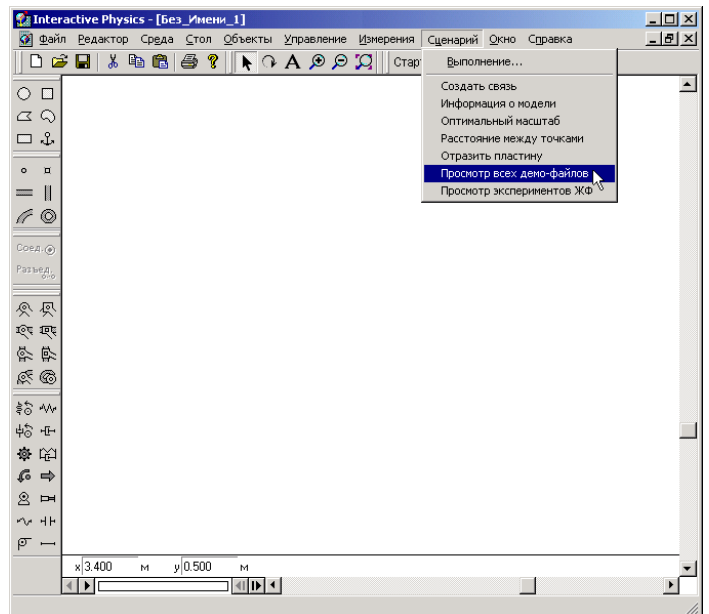 Interactive Physics - [Без_Имени_1]
Файл Редактор Среда Стол Объекты Управление Измерения Сценарий Окно Справка
Стар
Выполнение...
Создать связь
Информация о модели
Оптимальный масштаб
Расстояние между точками
Отразить пластину
Просмотр всех демо-файлов
Просмотр экспериментов ЖФ
Соед.
Разъед.
x 3.400 м y 0.500 м